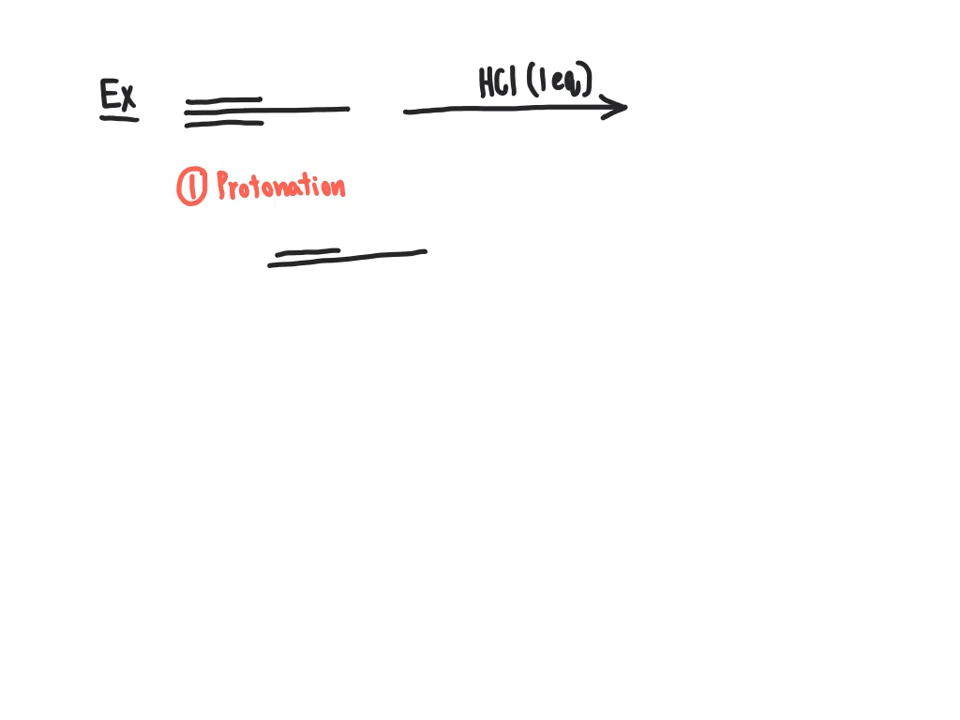 Ex
HCl (1 eq)
① Protonation